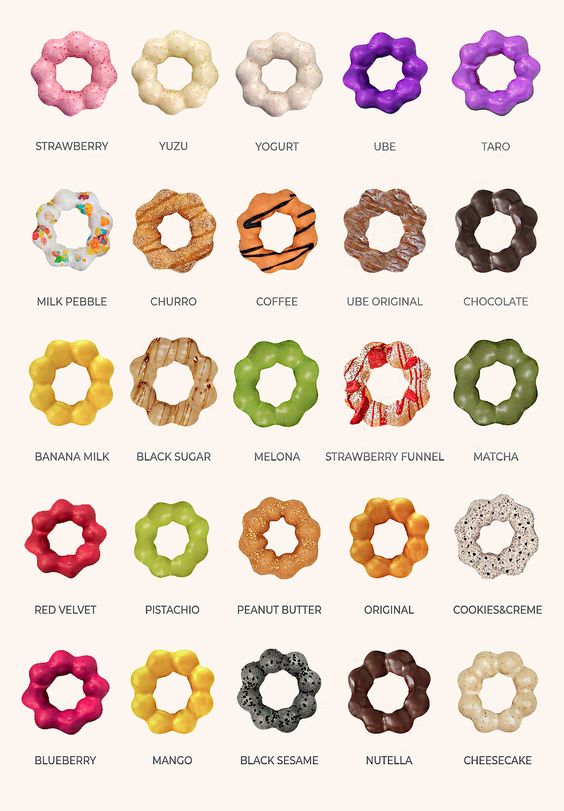 STRAWBERRY
YUZU
YOGURT
UBE
TARO
MILK PEBBLE
CHURRO
COFFEE
UBE ORIGINAL
CHOCOLATE
BANANA MILK
BLACK SUGAR
MELONA
STRAWBERRY FUNNEL
MATCHA
RED VELVET
PISTACHIO
PEANUT BUTTER
ORIGINAL
COOKIES&CREME
BLUEBERRY
MANGO
BLACK SESAME
NUTELLA
CHEESECAKE